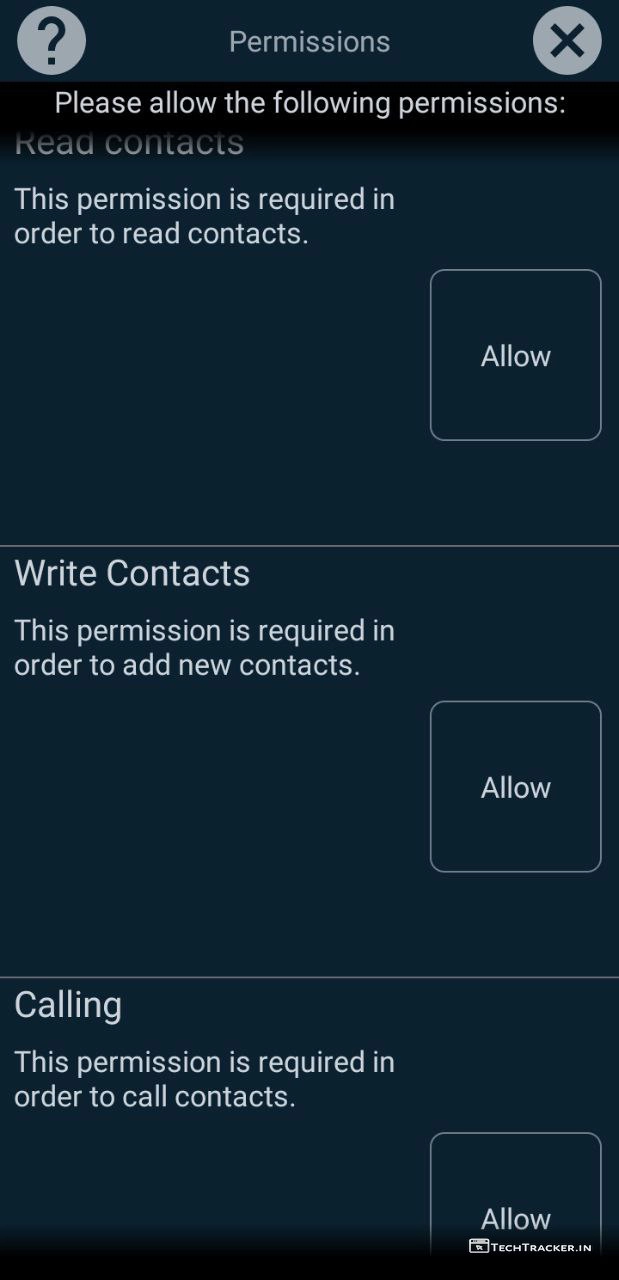 ?
Permissions
Please allow the following permissions:
Read contacts
This permission is required in
order to read contacts.
Allow
Write Contacts
This permission is required in
order to add new contacts.
Allow
Calling
This permission is required in
order to call contacts.
Allow
TECHTRACKER.IN